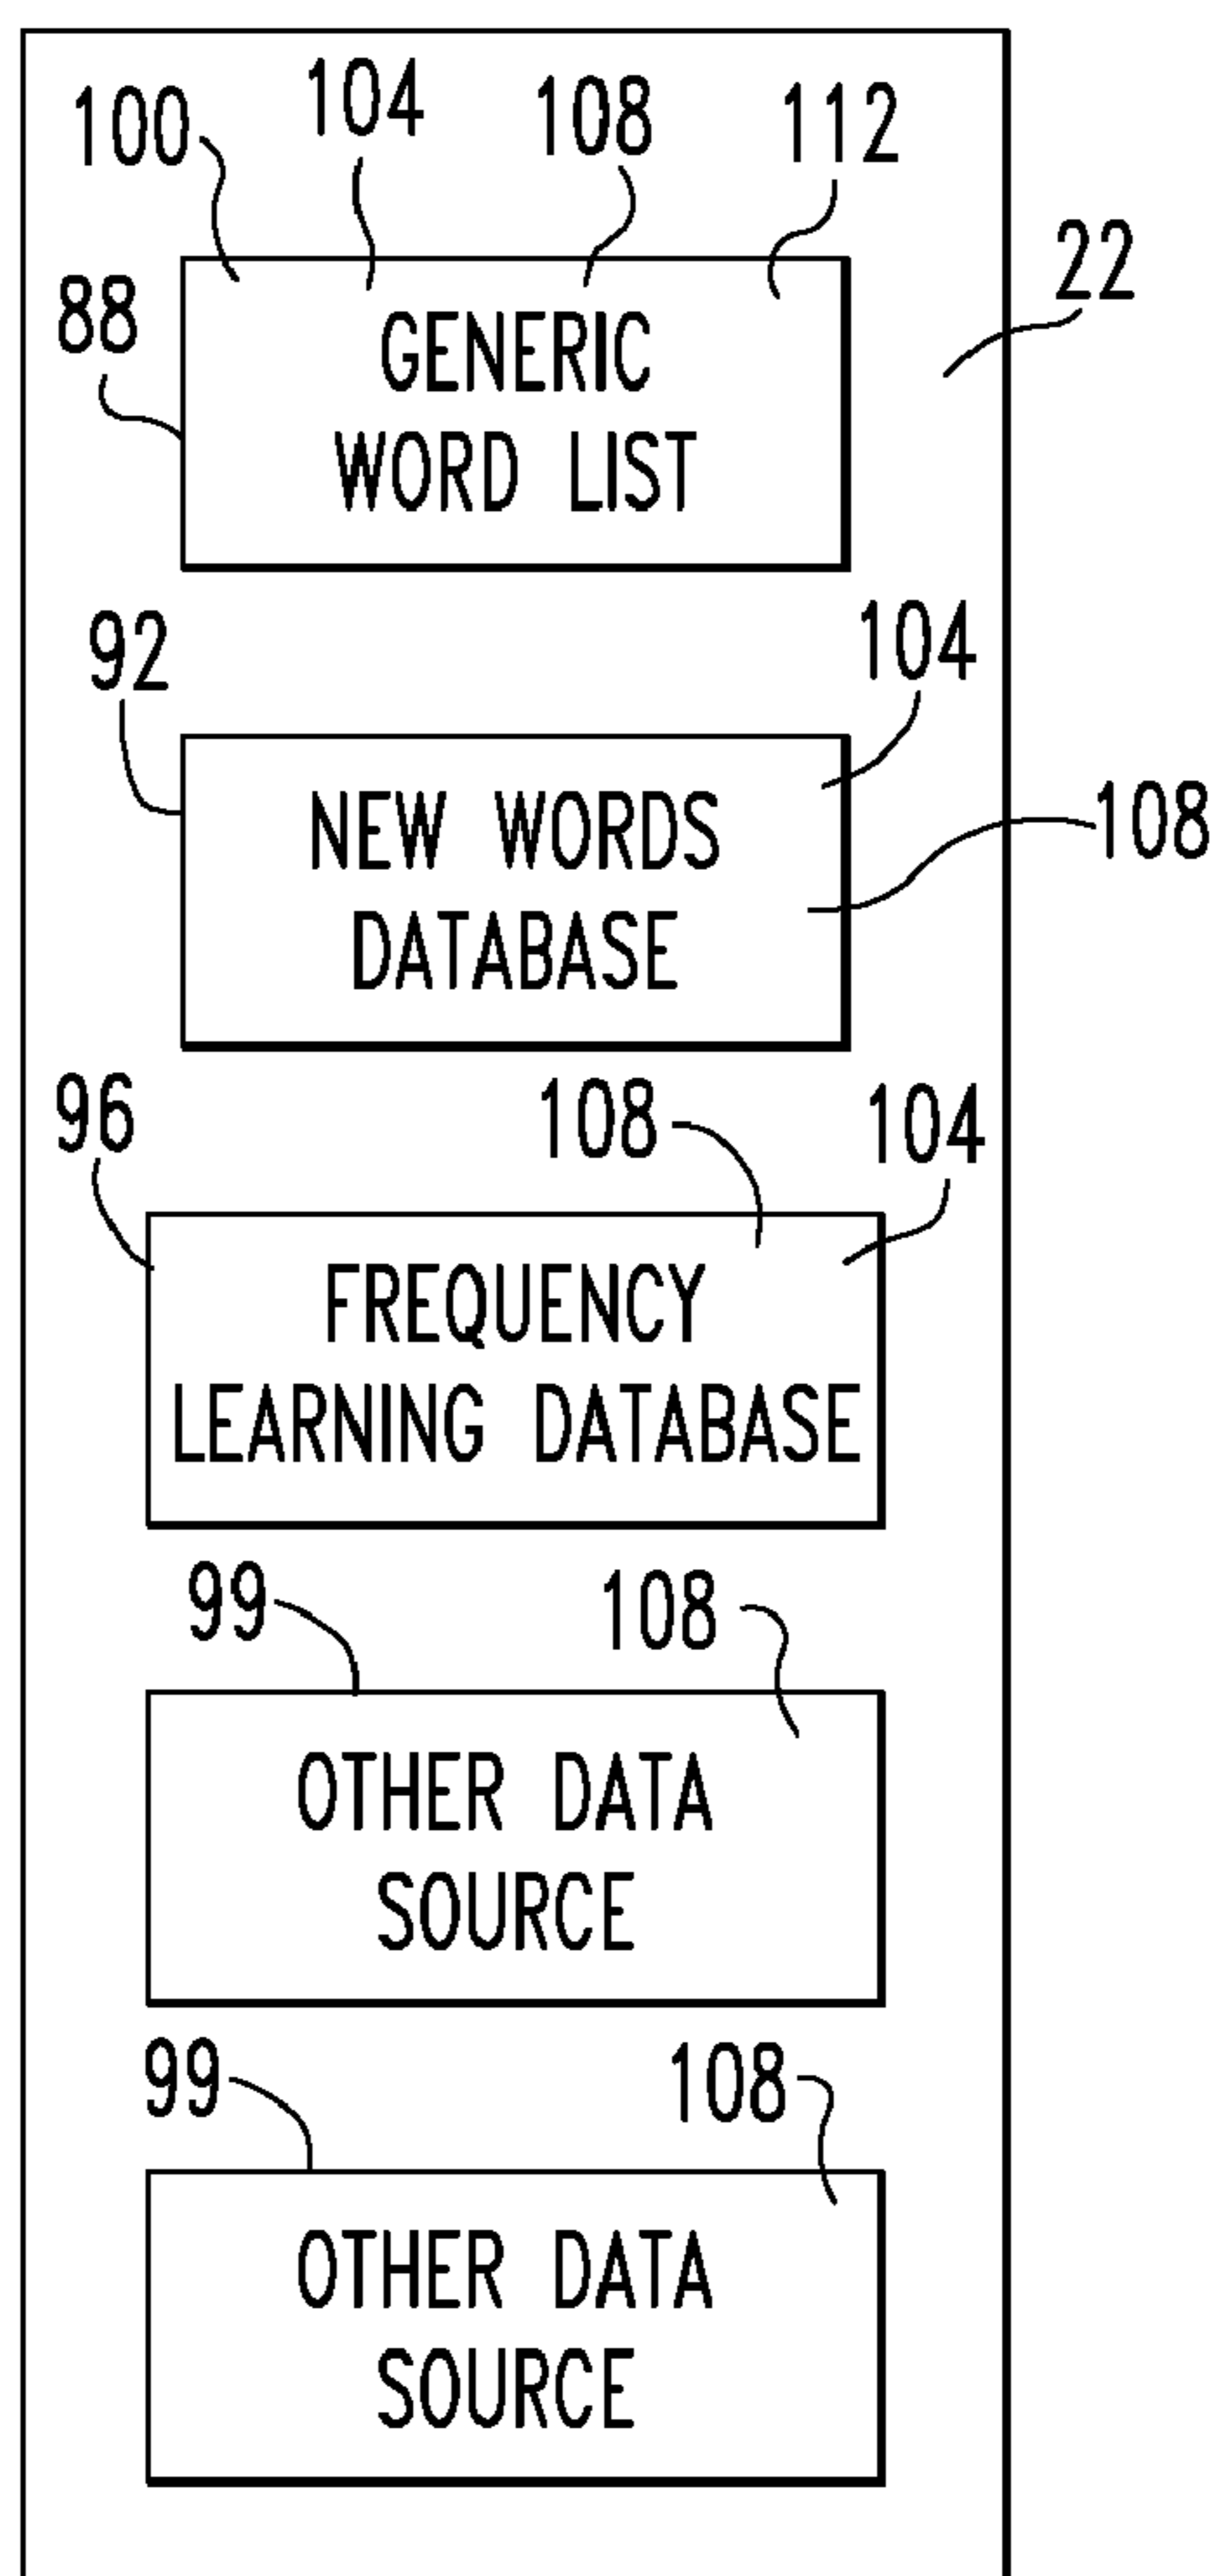 100 104 108 112
22
88
GENERIC
WORD LIST
92
104
NEW WORDS
108
DATABASE
96
108
104
FREQUENCY
LEARNING DATABASE
99
108
OTHER DATA
SOURCE
99
108
OTHER DATA
SOURCE